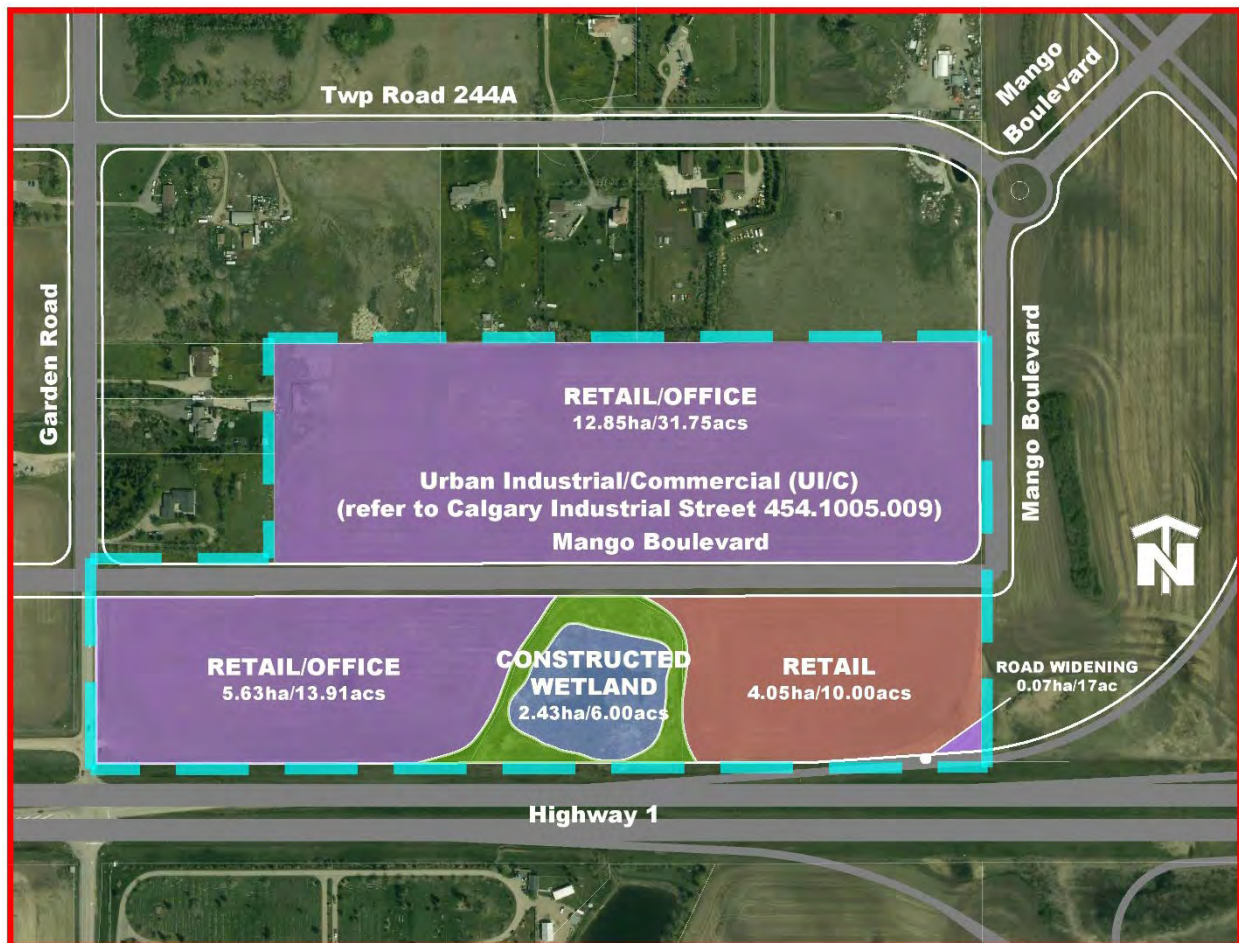 Twp Road 244A
Mango
Boulevard
Garden Road
RETAIL/OFFICE
12.85ha/31.75acs
Urban Industrial/Commercial (UI/C)
(refer to Calgary Industrial Street 454.1005.009)
Mango Boulevard
Mango Boulevard
N
RETAIL/OFFICE
5.63ha/13.91acs
CONSTRUCTED
WETLAND
2.43ha/6.00acs
RETAIL
4.05ha/10.00acs
ROAD WIDENING
0.07ha/17ac
Highway 1